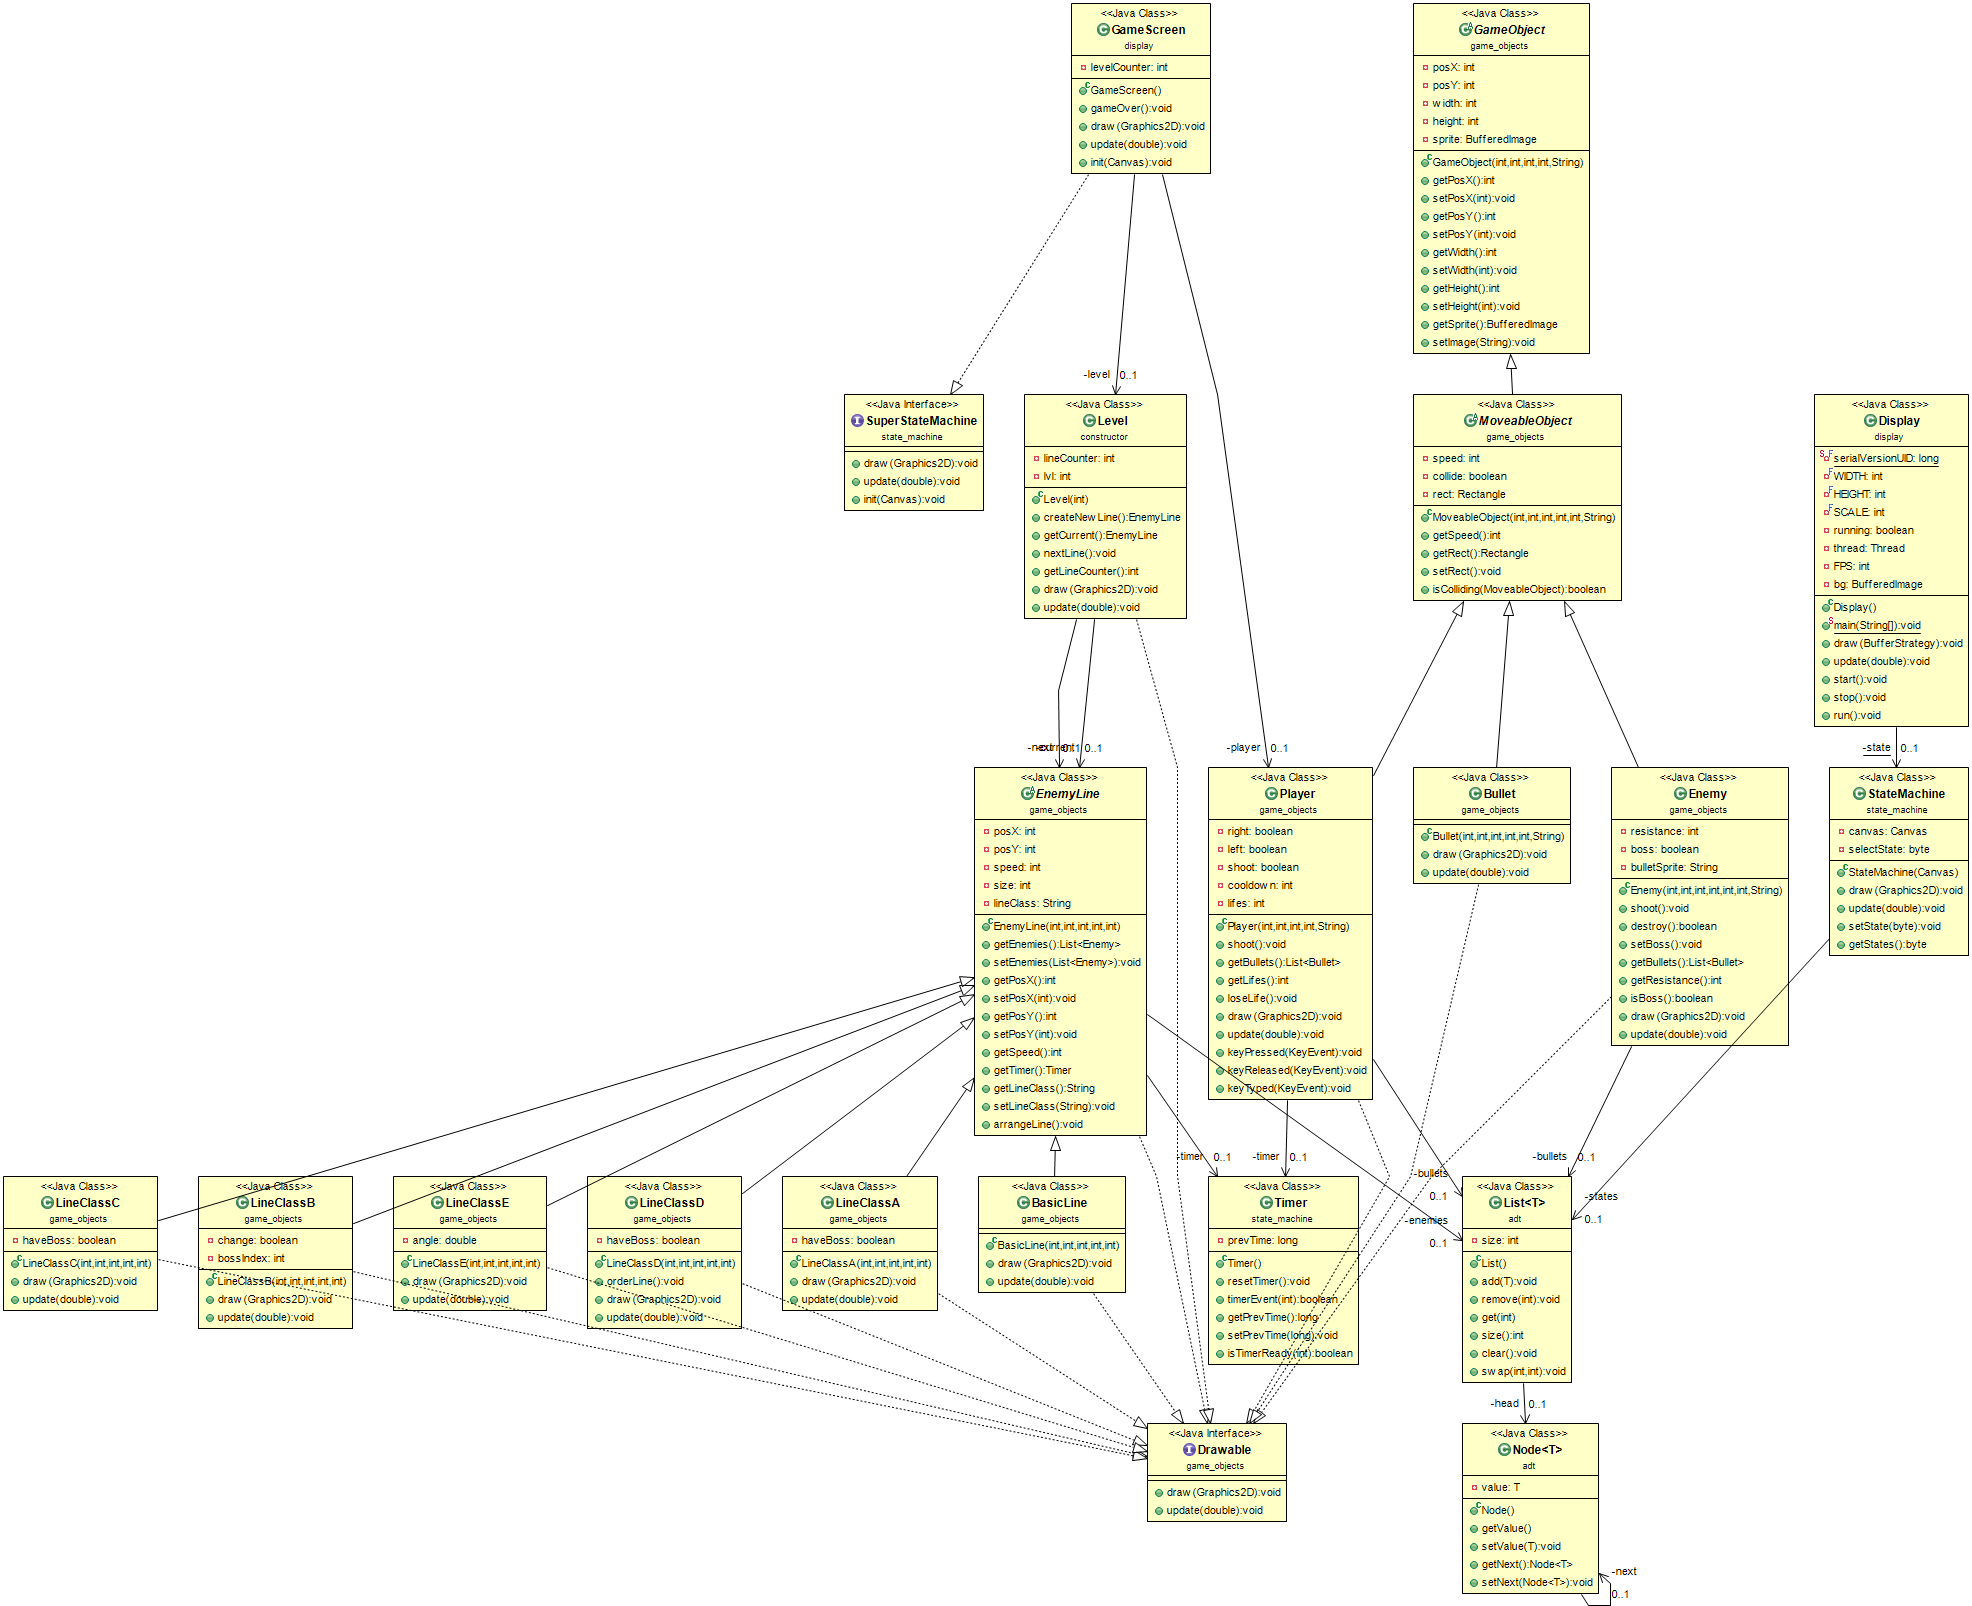 <<Java Class>>
GameScreen
display
levelCounter: int
GameScreen()
gameOver():void
draw(Graphics2D):void
update(double):void
init(Canvas):void
<<Java Class>>
GameObject
game_objects
posX: int
posY: int
width: int
height: int
sprite: BufferedImage
GameObject(int,int,int,int,String)
getPosX():int
setPosX(int):void
getPosY():int
setPosY(int):void
getWidth():int
setWidth(int):void
getHeight():int
setHeight(int):void
getSprite():BufferedImage
setImage(String):void
-level 0..1
<<Java Interface>>
SuperStateMachine
state_machine
draw(Graphics2D):void
update(double):void
init(Canvas):void
<<Java Class>>
Level
constructor
lineCounter: int
lvl: int
Level(int)
createNewLine():EnemyLine
getCurrent():EnemyLine
nextLine():void
getLineCounter():int
draw(Graphics2D):void
update(double):void
<<Java Class>>
MoveableObject
game_objects
speed: int
collide: boolean
rect: Rectangle
MoveableObject(int,int,int,int,int,String)
getSpeed():int
getRect():Rectangle
setRect():void
isColliding(MoveableObject):boolean
<<Java Class>>
Display
display
serialVersionUID: long
WIDTH: int
HEIGHT: int
SCALE: int
running: boolean
thread: Thread
FPS: int
bg: BufferedImage
Display()
main(String[]):void
draw(BufferStrategy):void
update(double):void
start():void
stop():void
run():void
-next 0..1
-current 0..1
-player 0..1
-state 0..1
<<Java Class>>
EnemyLine
game_objects
posX: int
posY: int
speed: int
size: int
lineClass: String
EnemyLine(int,int,int,int,int)
getEnemies():List<Enemy>
setEnemies(List<Enemy>):void
getPosX():int
setPosX(int):void
getPosY():int
setPosY(int):void
getSpeed():int
getTimer():Timer
getLineClass():String
setLineClass(String):void
arrangeLine():void
<<Java Class>>
Player
game_objects
right: boolean
left: boolean
shoot: boolean
cooldown: int
lifes: int
Player(int,int,int,int,String)
shoot():void
getBullets():List<Bullet>
getLifes():int
loseLife():void
draw(Graphics2D):void
update(double):void
keyPressed(KeyEvent):void
keyReleased(KeyEvent):void
keyTyped(KeyEvent):void
<<Java Class>>
Bullet
game_objects
Bullet(int,int,int,int,int,String)
draw(Graphics2D):void
update(double):void
<<Java Class>>
Enemy
game_objects
resistance: int
boss: boolean
bulletSprite: String
Enemy(int,int,int,int,int,int,String)
shoot():void
destroy():boolean
setBoss():void
getBullets():List<Bullet>
getResistance():int
isBoss():boolean
draw(Graphics2D):void
update(double):void
<<Java Class>>
StateMachine
state_machine
canvas: Canvas
selectState: byte
StateMachine(Canvas)
draw(Graphics2D):void
update(double):void
setState(byte):void
getStates():byte
-timer 0..1
-timer 0..1
-bullets 0..1
-bullets
0..1
-states
0..1
-enemies
0..1
<<Java Class>>
LineClassC
game_objects
haveBoss: boolean
LineClassC(int,int,int,int,int)
draw(Graphics2D):void
update(double):void
<<Java Class>>
LineClassB
game_objects
change: boolean
bossIndex: int
LineClassB(int,int,int,int,int)
draw(Graphics2D):void
update(double):void
<<Java Class>>
LineClassE
game_objects
angle: double
LineClassE(int,int,int,int,int)
draw(Graphics2D):void
update(double):void
<<Java Class>>
LineClassD
game_objects
haveBoss: boolean
LineClassD(int,int,int,int,int)
orderLine():void
draw(Graphics2D):void
update(double):void
<<Java Class>>
LineClassA
game_objects
haveBoss: boolean
LineClassA(int,int,int,int,int)
draw(Graphics2D):void
update(double):void
<<Java Class>>
BasicLine
game_objects
BasicLine(int,int,int,int,int)
draw(Graphics2D):void
update(double):void
<<Java Class>>
Timer
state_machine
prevTime: long
Timer()
resetTimer():void
timerEvent(int):boolean
getPrevTime():long
setPrevTime(long):void
isTimerReady(int):boolean
<<Java Class>>
List<T>
adt
size: int
List()
add(T):void
remove(int):void
get(int)
size():int
clear():void
swap(int,int):void
-head 0..1
<<Java Interface>>
Drawable
game_objects
draw(Graphics2D):void
update(double):void
<<Java Class>>
Node<T>
adt
value: T
Node()
getValue()
setValue(T):void
getNext():Node<T>
setNext(Node<T>):void
-next
0..1